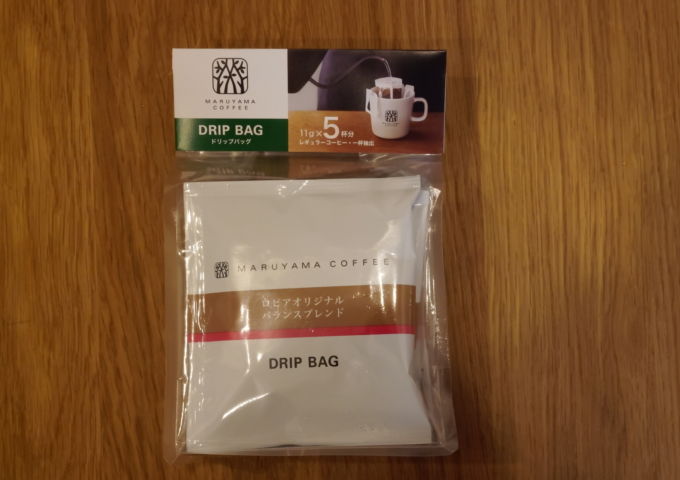 MARUYAMA
COFFEE
DRIP BAG
ドリップバッグ
11g×5杯分
レギュラーコーヒー・一杯抽出
MARUYAMA COFFEE
ロピアオリジナル
バランスブレンド
DRIP BAG